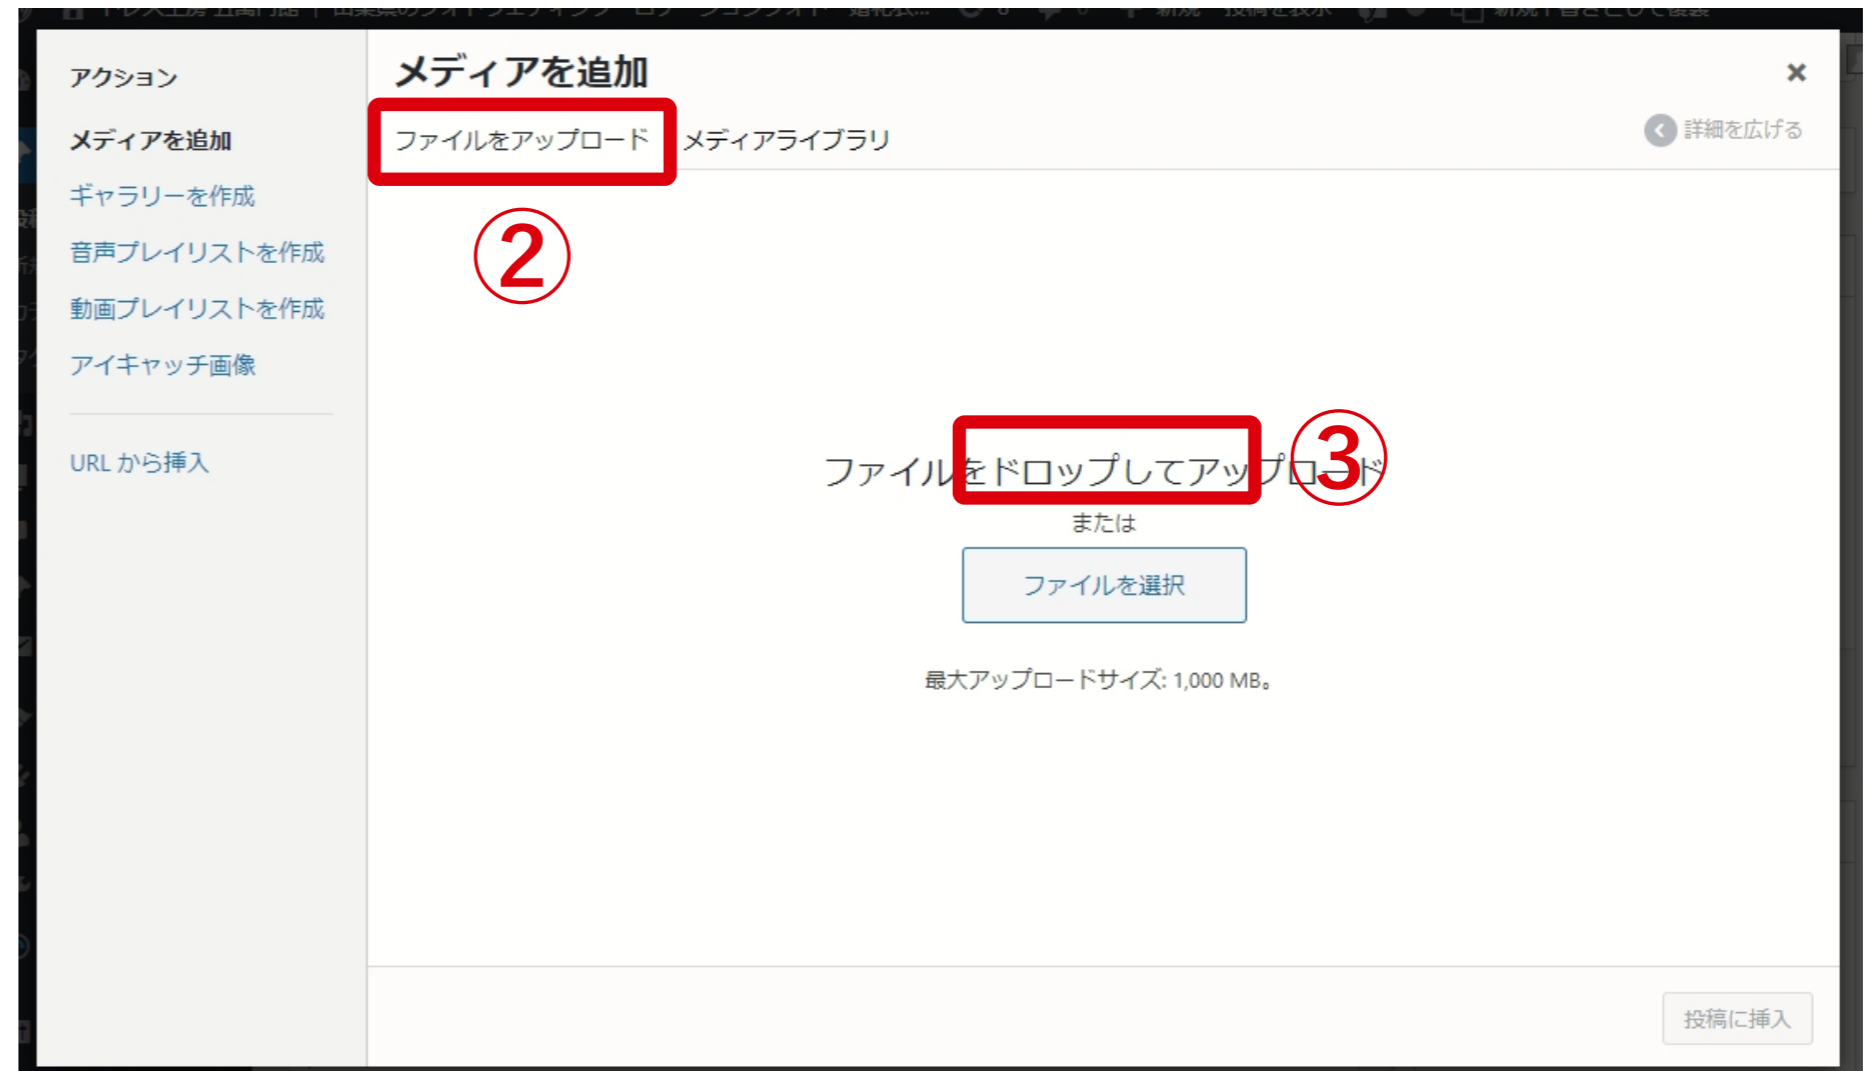 アクション
メディアを追加
ギャラリーを作成
音声プレイリストを作成
動画プレイリストを作成
アイキャッチ画像
URL から挿入
メディアを追加
ファイルをアップロード
メディアライブラリ
詳細を広げる
②
ファイルをドロップしてアップロード
③
または
ファイルを選択
最大アップロードサイズ: 1,000 MB。
投稿に挿入